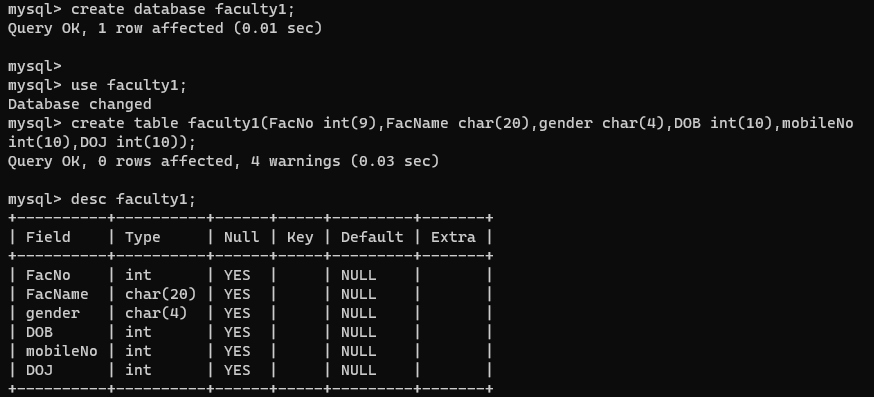 mysql> create database faculty1;
Query OK, 1 row affected (0.01 sec)
mysql>
mysql> use faculty1;
Database changed
mysql> create table faculty1(FacNo int(9),FacName char(20),gender char(4),DOB int(10),mobileNo
int(10),DOJ int(10));
Query OK, 0 rows affected, 4 warnings (0.03 sec)
mysql> desc faculty1;
+----------+----------+------+-----+---------+-------+
| Field    | Type     | Null | Key | Default | Extra |
+----------+----------+------+-----+---------+-------+
| FacNo    | int      | YES  |     | NULL    |       |
| FacName  | char(20) | YES  |     | NULL    |       |
| gender   | char(4)  | YES  |     | NULL    |       |
| DOB      | int      | YES  |     | NULL    |       |
| mobileNo | int      | YES  |     | NULL    |       |
| DOJ      | int      | YES  |     | NULL    |       |
+----------+----------+------+-----+---------+-------+